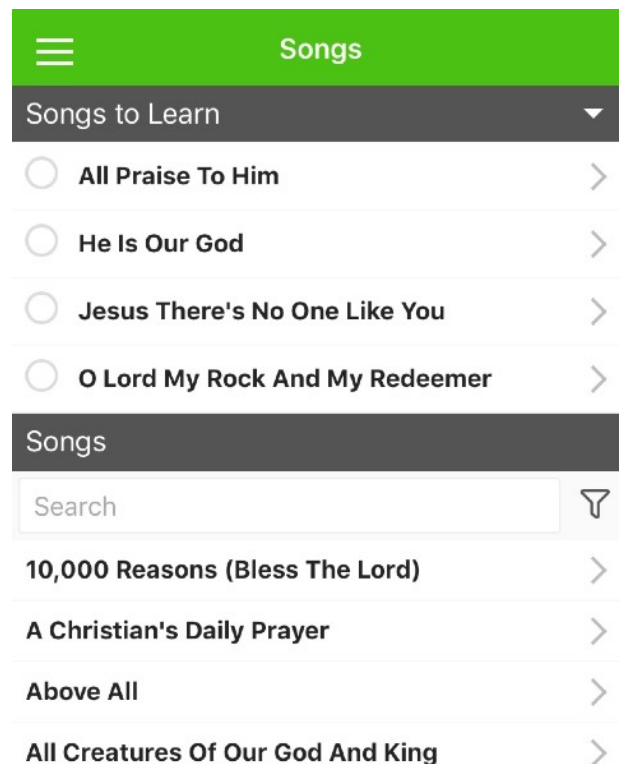 Songs
Songs to Learn
All Praise To Him
He Is Our God
Jesus There's No One Like You
O Lord My Rock And My Redeemer
Songs
Search
10,000 Reasons (Bless The Lord)
A Christian's Daily Prayer
Above All
All Creatures Of Our God And King